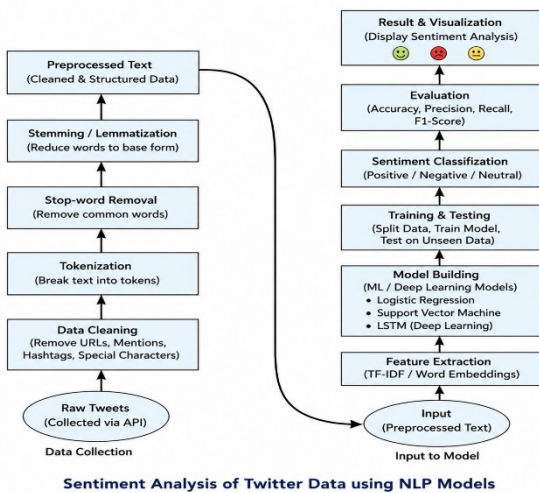 Preprocessed Text
(Cleaned & Structured Data)
Stemming / Lemmatization
(Reduce words to base form)
Stop-word Removal
(Remove common words)
Tokenization
(Break text into tokens)
Data Cleaning
(Remove URLs, Mentions,
Hashtags, Special Characters)
Raw Tweets
(Collected via API)
Data Collection
Result & Visualization
(Display Sentiment Analysis)
Evaluation
(Accuracy, Precision, Recall,
F1-Score)
Sentiment Classifization
(Positive / Negative / Neutral)
Training & Testing
(Split Data, Train Model,
Test on Unseen Data)
Model Building
(ML / Deep Learning Models)
• Logistic Regression
• Support Vector Machine
• LSTM (Deep Learning)
Feature Extraction
(TF-IDF / Word Embeddings)
Input
(Preprocessed Text)
Input to Model
Sentiment Analysis of Twitter Data using NLP Models